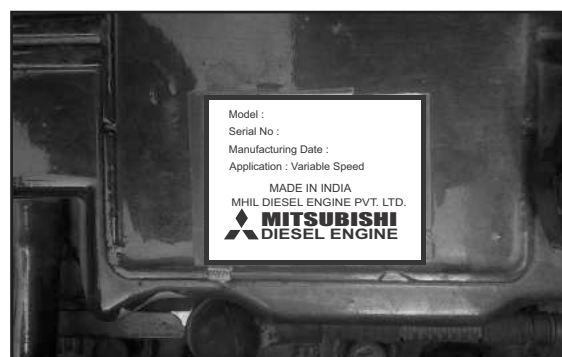 Model :
Serial No :
Manufacturing Date :
Application : Variable Speed
MADE IN INDIA
MHIL DIESEL ENGINE PVT. LTD.
MITSUBISHI
DIESEL ENGINE